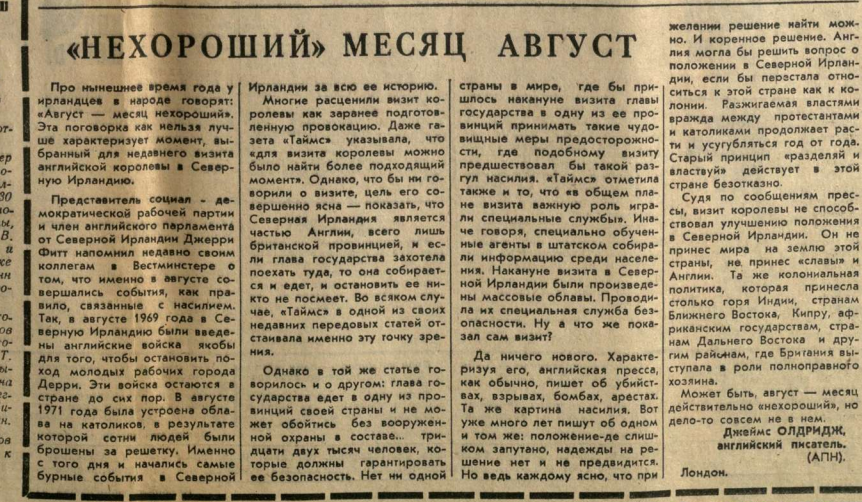 «НЕХОРОШИЙ» МЕСЯЦ АВГУСТ
Про нынешнее время года у
ирландцев в народе говорят:
«Август — месяц нехороший».
Эта поговорка как нельзя луч-
ше характеризует момент, вы-
бранный для недавнего визита
английской королевы в Север-
ную Ирландию.
Представитель социал - де-
мократической рабочей партии
и член английского парламента
от Северной Ирландии Джерри
Фитт напомнил недавно своим
коллегам в Вестминстере о
том, что именно в августе со-
вершались события, как пра-
вило, связанные с насилием.
Так, в августе 1969 года в Се-
верную Ирландию были введе-
ны английские войска якобы
для того, чтобы остановить по-
ход молодых рабочих города
Дерри. Эти войска остаются в
стране до сих пор. В августе
1971 года была устроена обла-
ва на католиков, в результате
которой сотни людей были
брошены за решетку. Именно
с того дня и начались самые
бурные события в Северной
Ирландии за всю ее историю.
Многие расценили визит ко-
ролевы как заранее подготов-
ленную провокацию. Даже га-
зета «Таймс» указывала, что
«для визита королевы можно
было найти более подходящий
момент». Однако, что бы ни го-
ворили о визите, цель его со-
вершенно ясна — показать, что
Северная Ирландия является
частью Англии, всего лишь
британской провинцией, и ес-
ли глава государства захотела
поехать туда, то она собирает-
ся и едет, и остановить ее ни-
кто не посмеет. Во всяком слу-
чае, «Таймс» в одной из своих
недавних передовых статей от-
стаивала именно эту точку зре-
ния.
Однако в той же статье го-
ворилось и о другом: глава го-
сударства едет в одну из про-
винций своей страны и не мо-
жет обойтись без вооружен-
ной охраны в составе... три-
дцати двух тысяч человек, ко-
торые должны гарантировать
ее безопасность. Нет ни одной
страны в мире, где бы при-
шлось накануне визита главы
государства в одну из ее про-
винций принимать такие чудо-
вищные меры предосторожно-
сти, где подобному визиту
предшествовал бы такой раз-
гул насилия. «Таймс» отметила
также и то, что «в общем пла-
не визита важную роль игра-
ли специальные службы». Ина-
че говоря, специально обучен-
ные агенты в штатском собира-
ли информацию среди населе-
ния. Накануне визита в Север-
ной Ирландии были произведе-
ны массовые облавы. Проводи-
ла их специальная служба без-
опасности. Ну а что же пока-
зал сам визит?
Да ничего нового. Характе-
ризуя его, английская пресса,
как обычно, пишет об убийст-
вах, взрывах, бомбах, арестах.
Та же картина насилия. Вот
уже много лет пишут об одном
и том же: положение-де слиш-
ком запутано, надежды на ре-
шение нет и не предвидится.
Но ведь каждому ясно, что при
желании решение найти мож-
но. И коренное решение. Анг-
лия могла бы решить вопрос о
положении в Северной Ирлан-
дии, если бы перестала отно-
ситься к этой стране как к ко-
лонии. Разжигаемая властями
вражда между протестантами
и католиками продолжает рас-
ти и усугубляться год от года.
Старый принцип «разделяй и
властвуй» действует в этой
стране безотказно.
Судя по сообщениям прес-
сы, визит королевы не способ-
ствовал улучшению положения
в Северной Ирландии. Он не
принес мира на землю этой
страны, не принес «славы» и
Англии. Та же колониальная
политика, которая принесла
столько горя Индии, странам
Ближнего Востока, Кипру, аф-
риканским государствам, стра-
нам Дальнего Востока и дру-
гим районам, где Британия вы-
ступала в роли полноправного
хозяина.
Может быть, август — месяц
действительно «нехороший», но
дело-то совсем не в нем.
Джеймс ОЛДРИДЖ,
английский писатель.
(АПН).
Лондон.